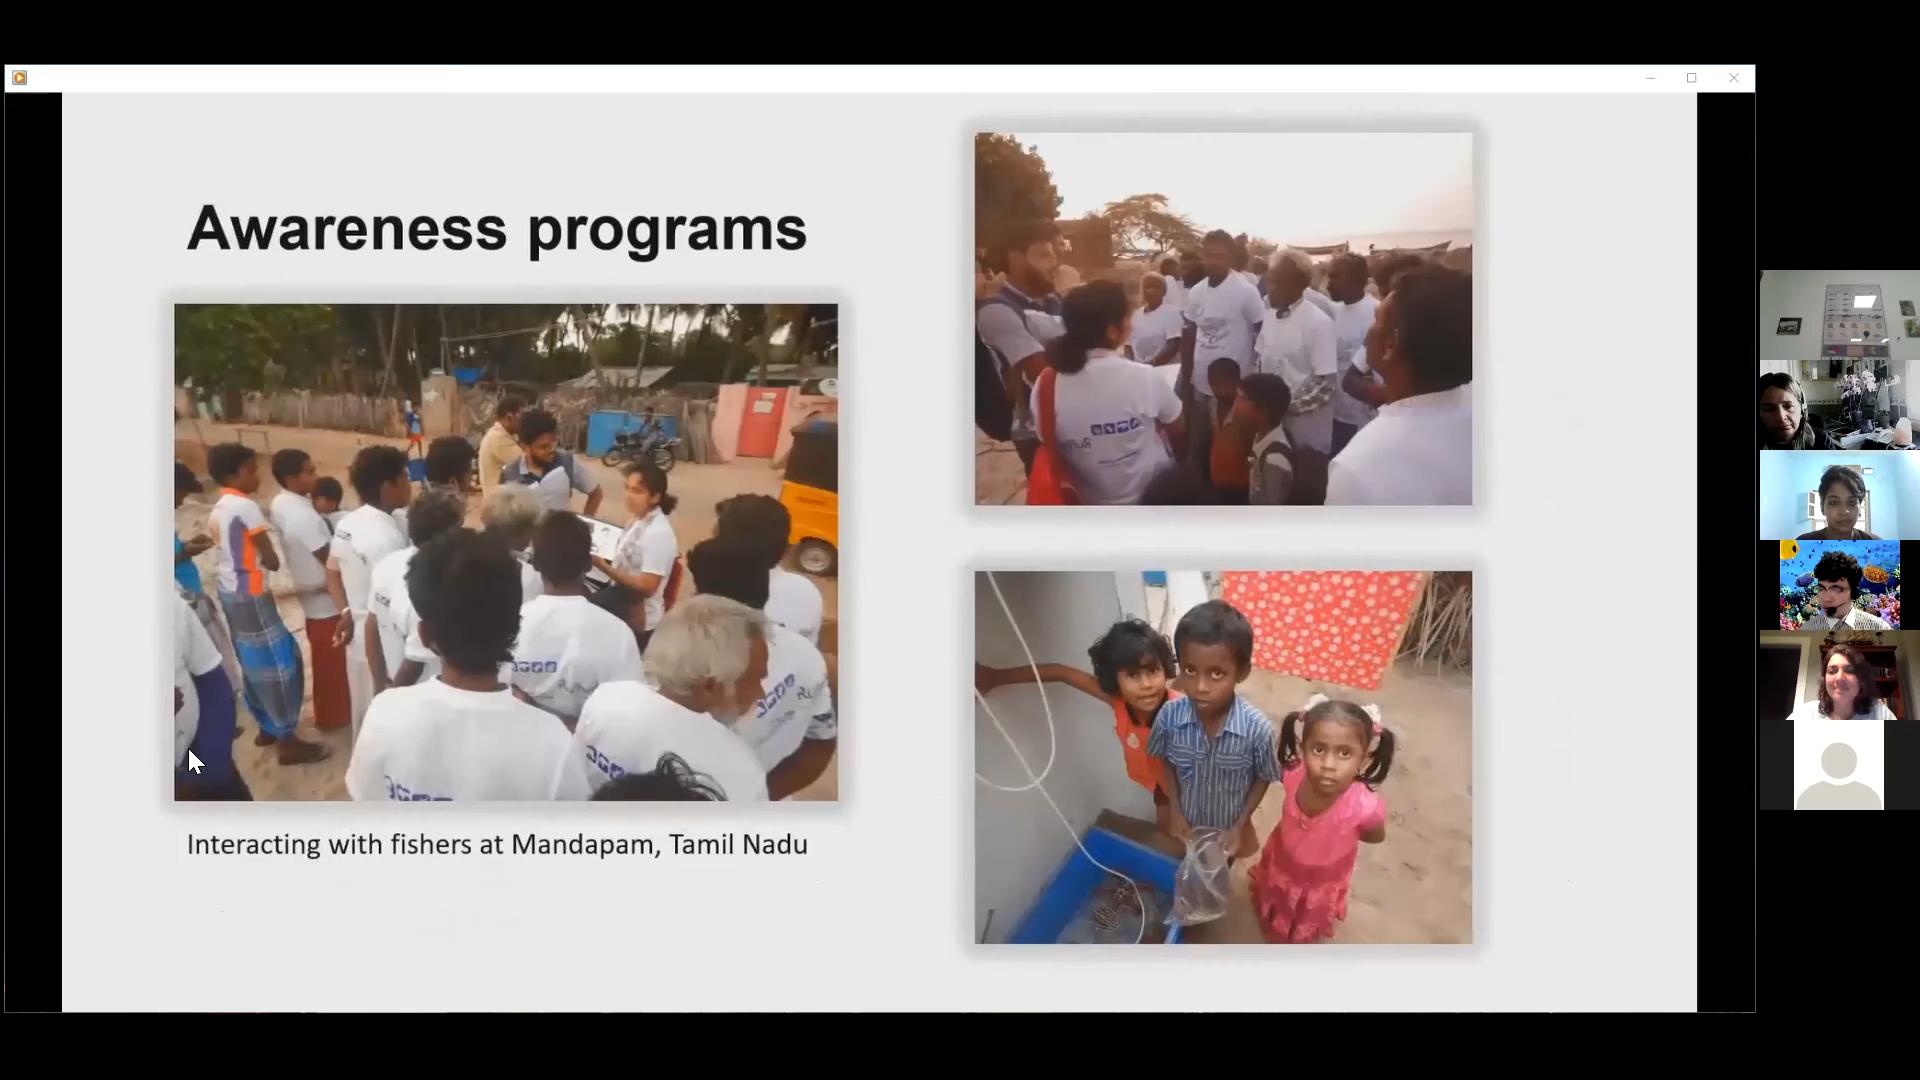 Awareness programs
Interacting with fishers at Mandapam, Tamil Nadu